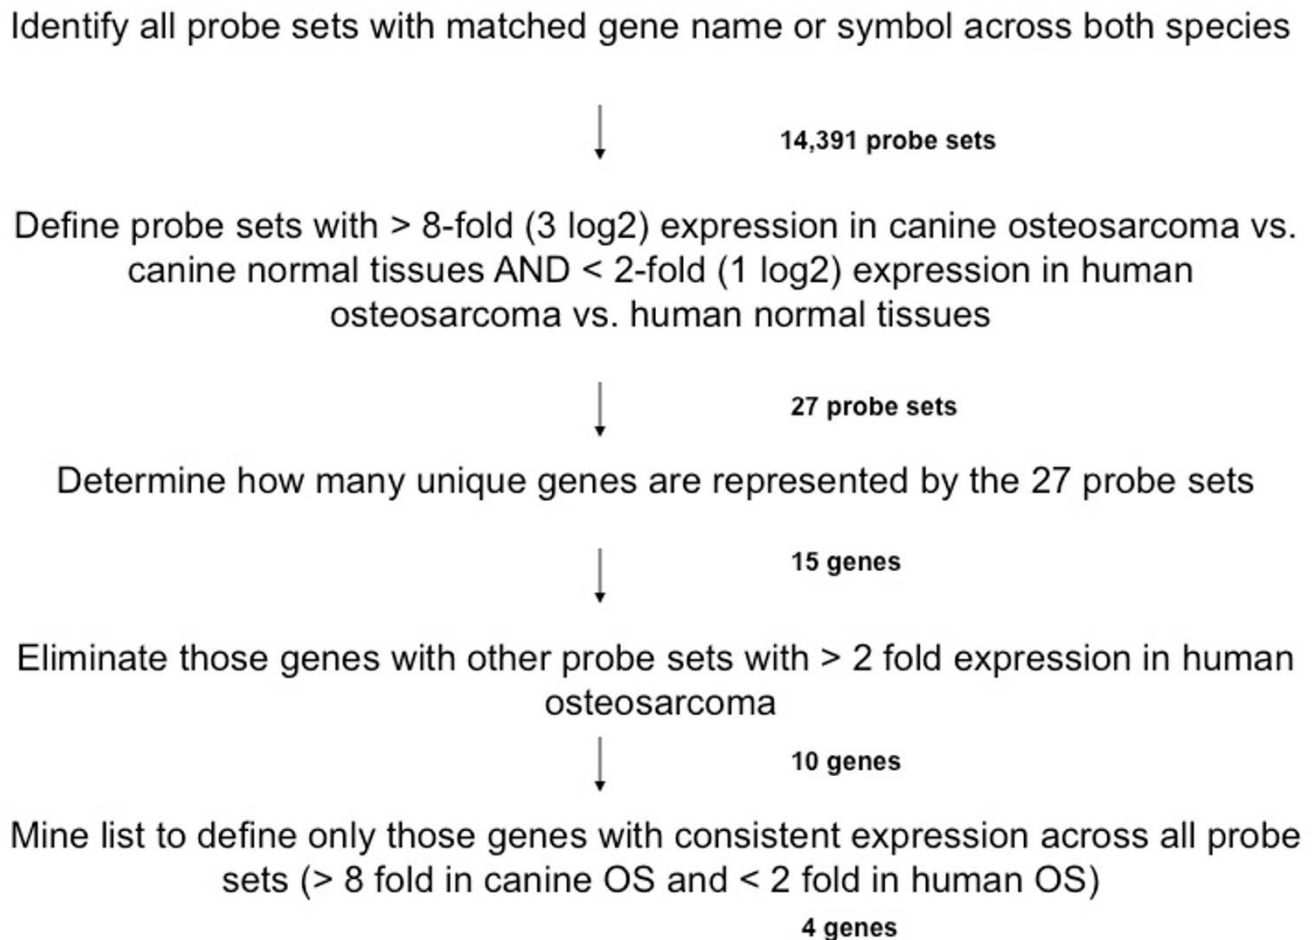 Identify all probe sets with matched gene name or symbol across both species
14,391 probe sets
Define probe sets with > 8-fold (3 log2) expression in canine osteosarcoma vs.
canine normal tissues AND < 2-fold (1 log2) expression in human
osteosarcoma vs. human normal tissues
27 probe sets
Determine how many unique genes are represented by the 27 probe sets
15 genes
Eliminate those genes with other probe sets with > 2 fold expression in human
osteosarcoma
10 genes
Mine list to define only those genes with consistent expression across all probe
sets (> 8 fold in canine OS and < 2 fold in human OS)
4 genes